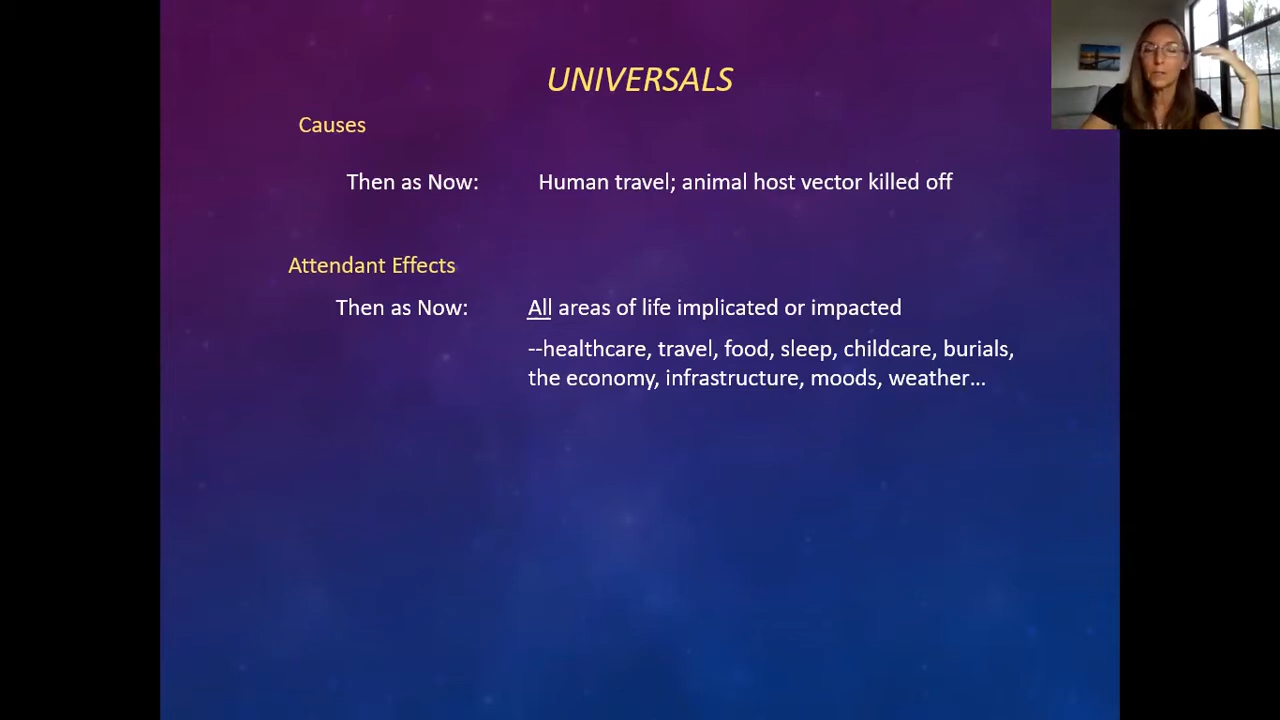 UNIVERSALS
Causes
Then as Now: Human travel; animal host vector killed off
Attendant Effects
Then as Now: All areas of life implicated or impacted
--healthcare, travel, food, sleep, childcare, burials,
the economy, infrastructure, moods, weather...